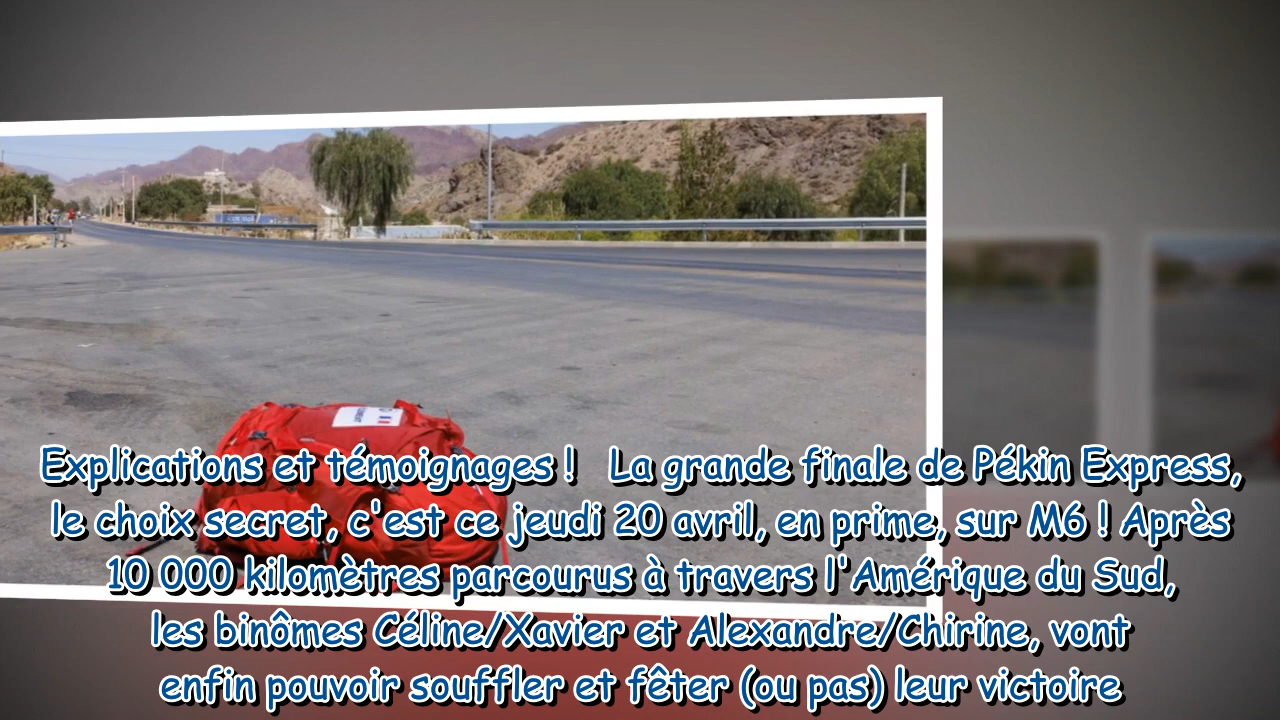 Explications et témoignages ! La grande finale de Pékin Express,
le choix secret, c'est ce jeudi 20 avril, en prime, sur M6 ! Après
10 000 kilomètres parcourus à travers l'Amérique du Sud,
les binômes Céline/Xavier et Alexandre/Chirine, vont
enfin pouvoir souffler et fêter (ou pas) leur victoire